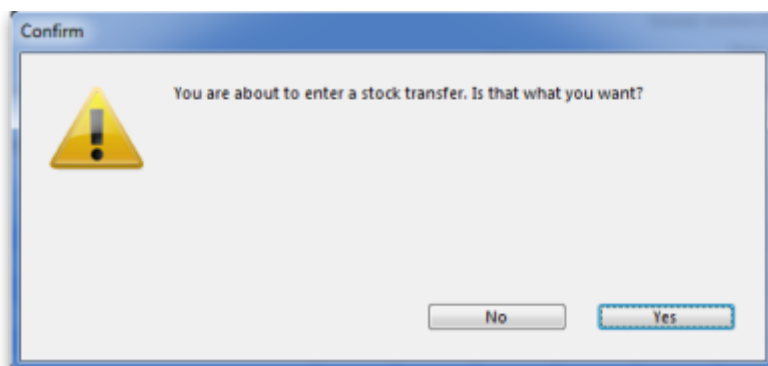 Confirm
You are about to enter a stock transfer. Is that what you want?
No
Yes